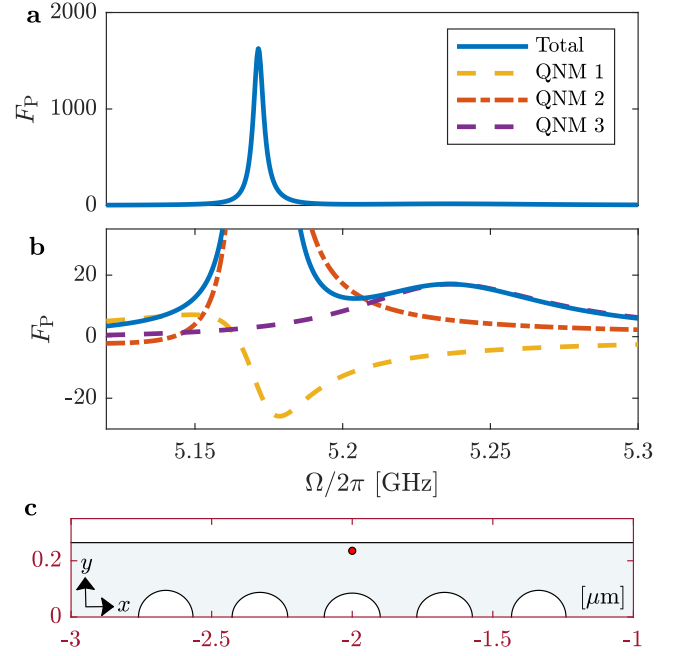 a
2000
1000
0
F_P
Total
QNM 1
QNM 2
QNM 3
b
20
0
-20
F_P
5.15
5.2
5.25
5.3
Ω/2π [GHz]
c
0.2
0
y
x
[μm]
-3
-2.5
-2
-1.5
-1